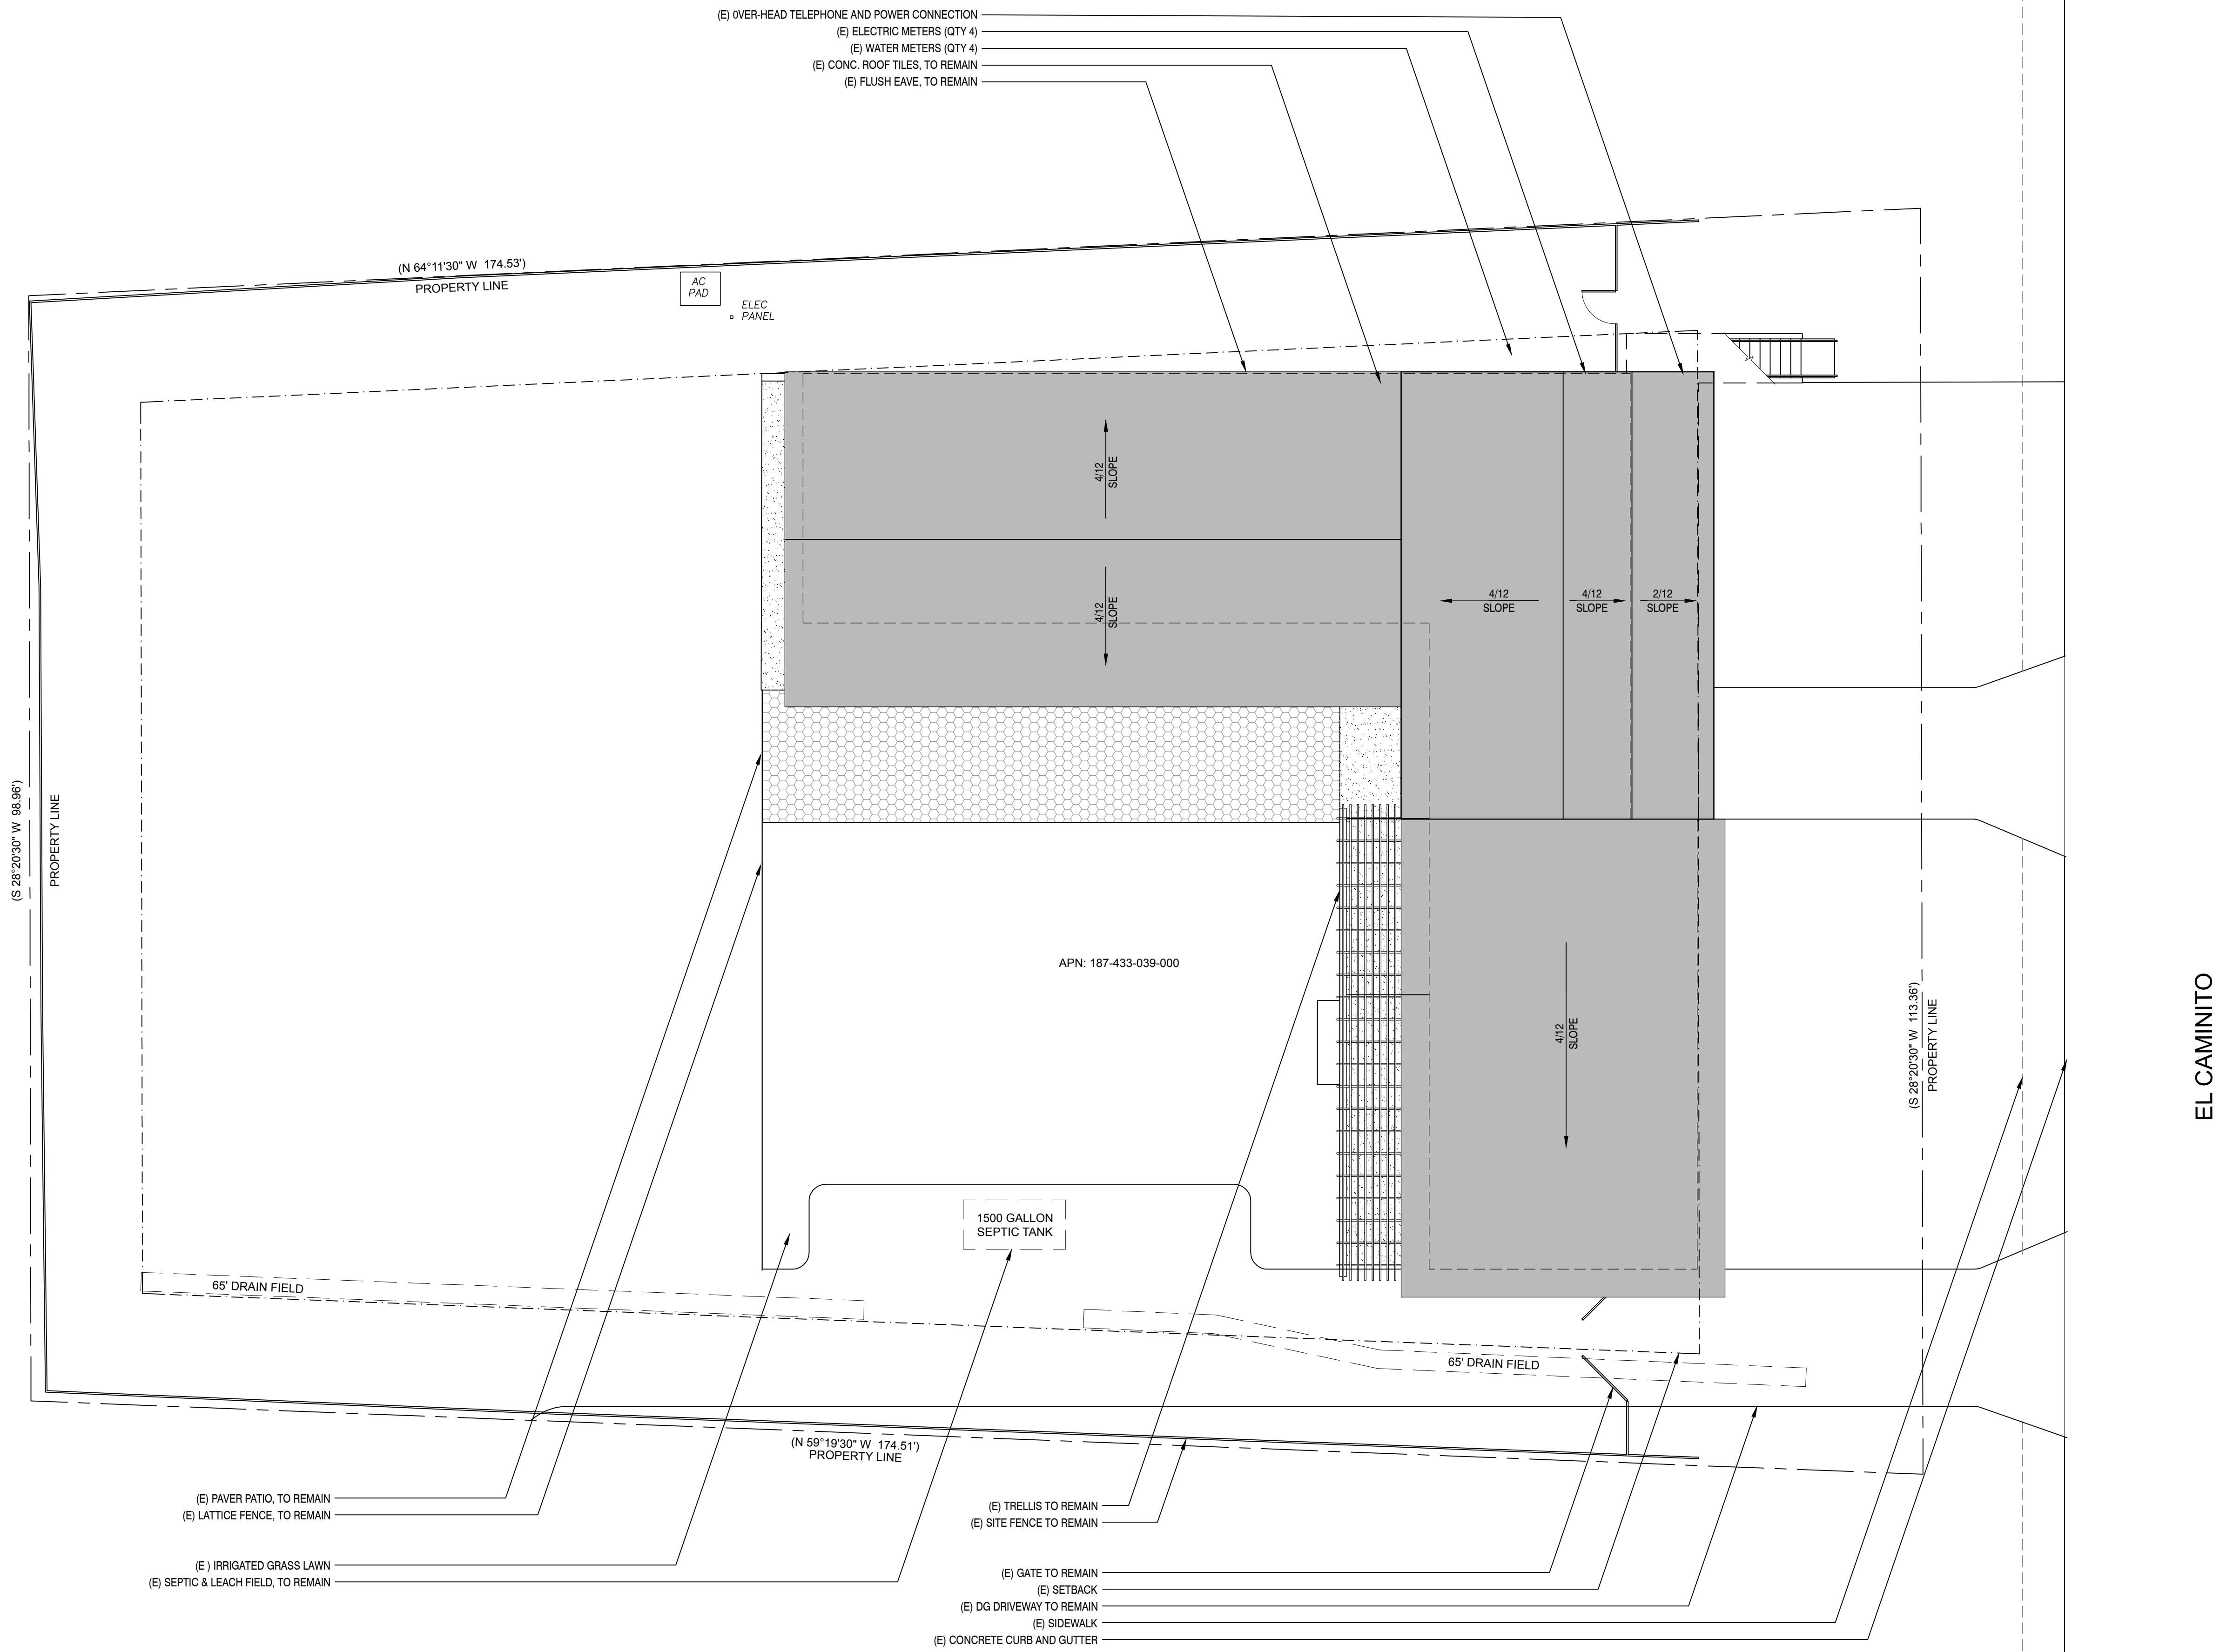 (E) 0VER-HEAD TELEPHONE AND POWER CONNECTION
(E) ELECTRIC METERS (QTY 4)
(E) WATER METERS (QTY 4)
(E) CONC. ROOF TILES, TO REMAIN
(E) FLUSH EAVE, TO REMAIN
(N 64°11'30" W 174.53')
PROPERTY LINE
AC
PAD
ELEC
PANEL
4/12
SLOPE
4/12
SLOPE
4/12
SLOPE
4/12
SLOPE
2/12
SLOPE
(S 28°20'30" W 98.96')
PROPERTY LINE
APN: 187-433-039-000
4/12
SLOPE
(S 28°20'30" W 113.36')
PROPERTY LINE
EL CAMINITO
1500 GALLON
SEPTIC TANK
65' DRAIN FIELD
65' DRAIN FIELD
(N 59°19'30" W 174.51')
PROPERTY LINE
(E) PAVER PATIO, TO REMAIN
(E) LATTICE FENCE, TO REMAIN
(E ) IRRIGATED GRASS LAWN
(E) SEPTIC & LEACH FIELD, TO REMAIN
(E) TRELLIS TO REMAIN
(E) SITE FENCE TO REMAIN
(E) GATE TO REMAIN
(E) SETBACK
(E) DG DRIVEWAY TO REMAIN
(E) SIDEWALK
(E) CONCRETE CURB AND GUTTER